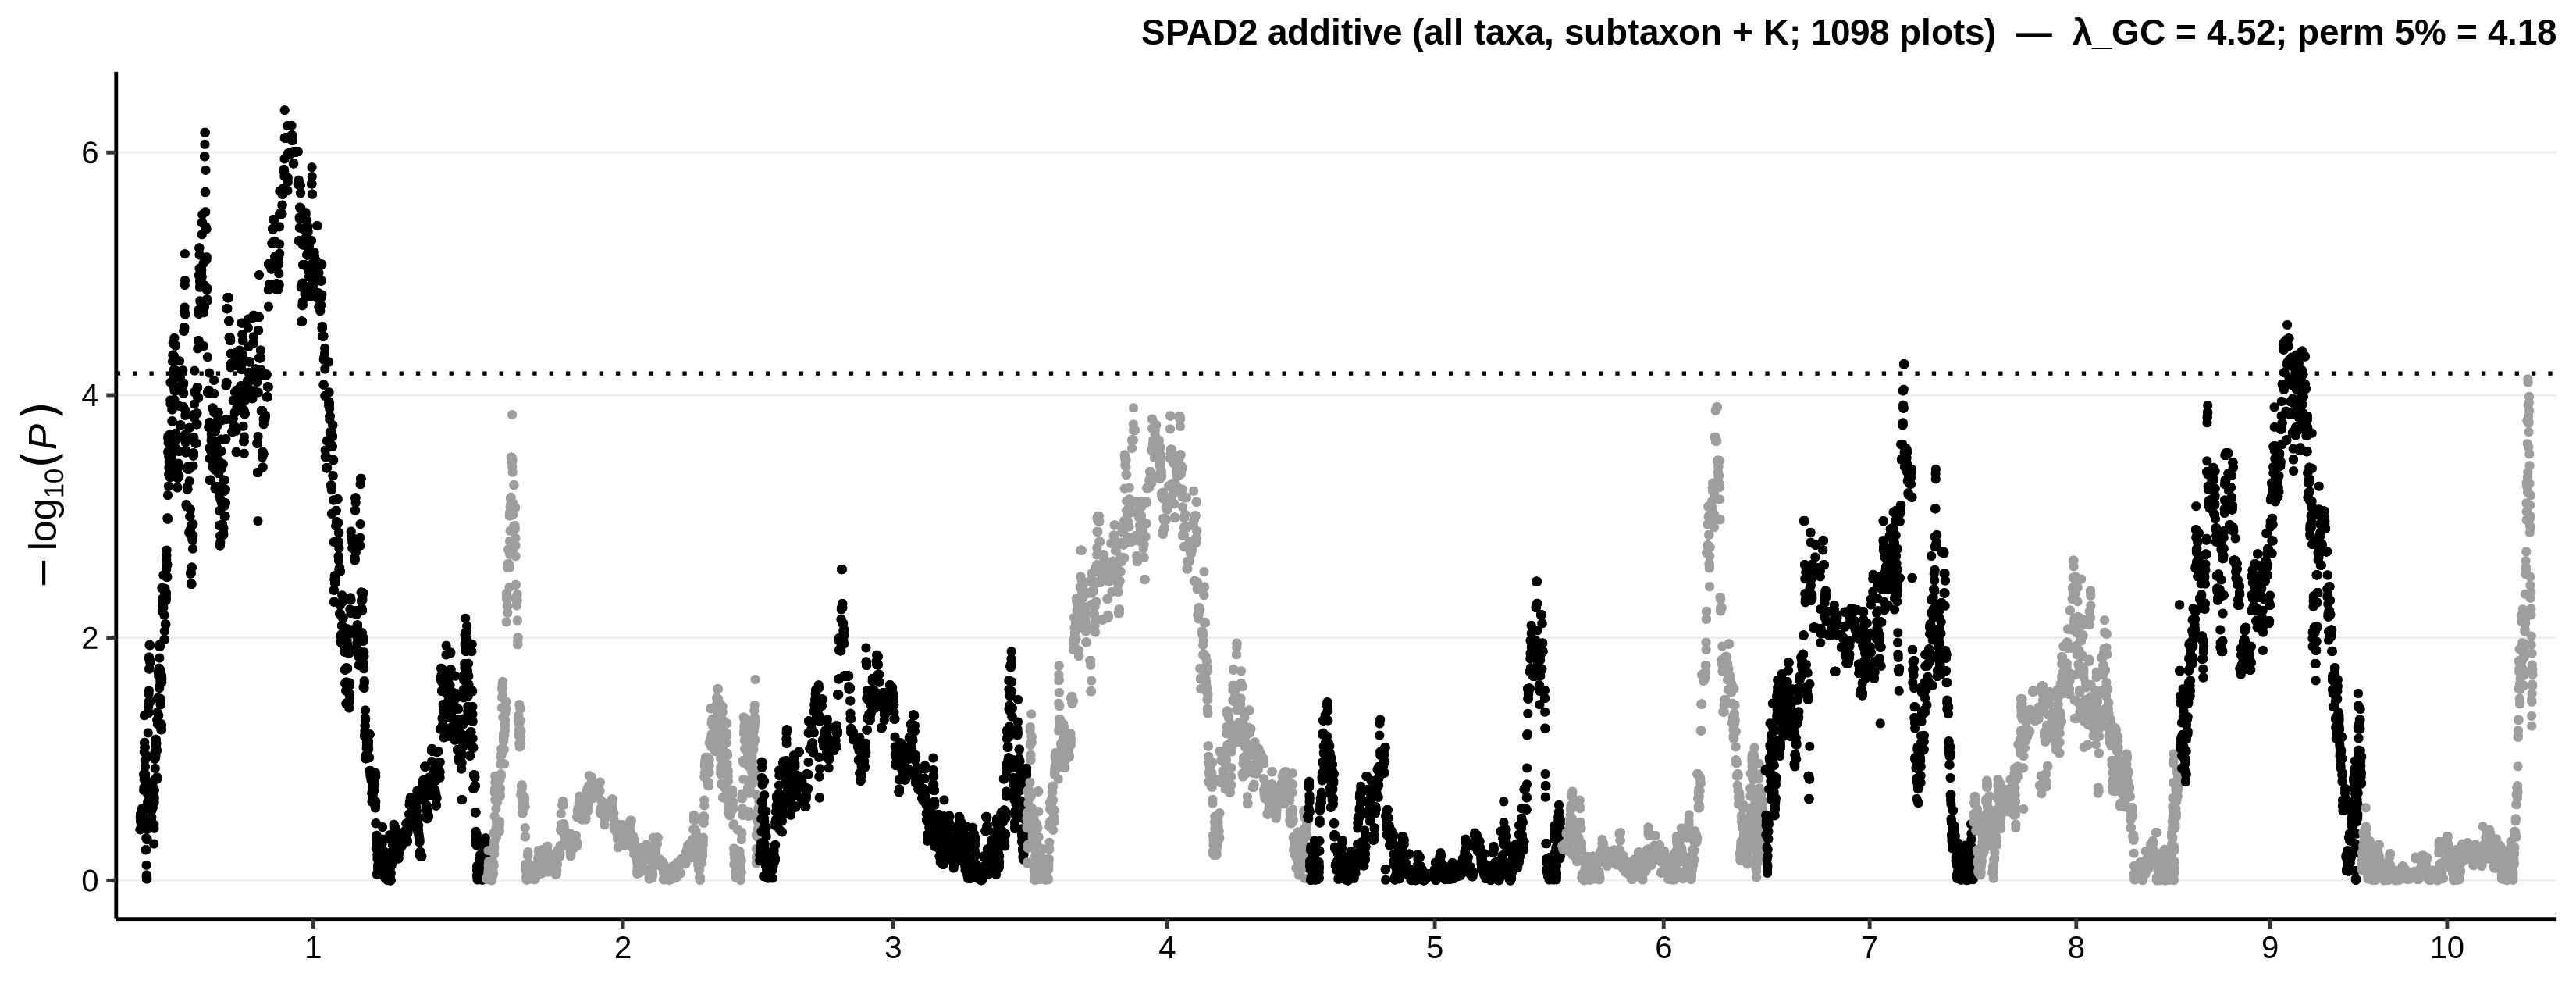 SPAD2 additive (all taxa, subtaxon + K; 1098 plots) — λ_GC = 4.52; perm 5% = 4.18
− log10(P)
6
4
2
0
1 2 3 4 5 6 7 8 9 10